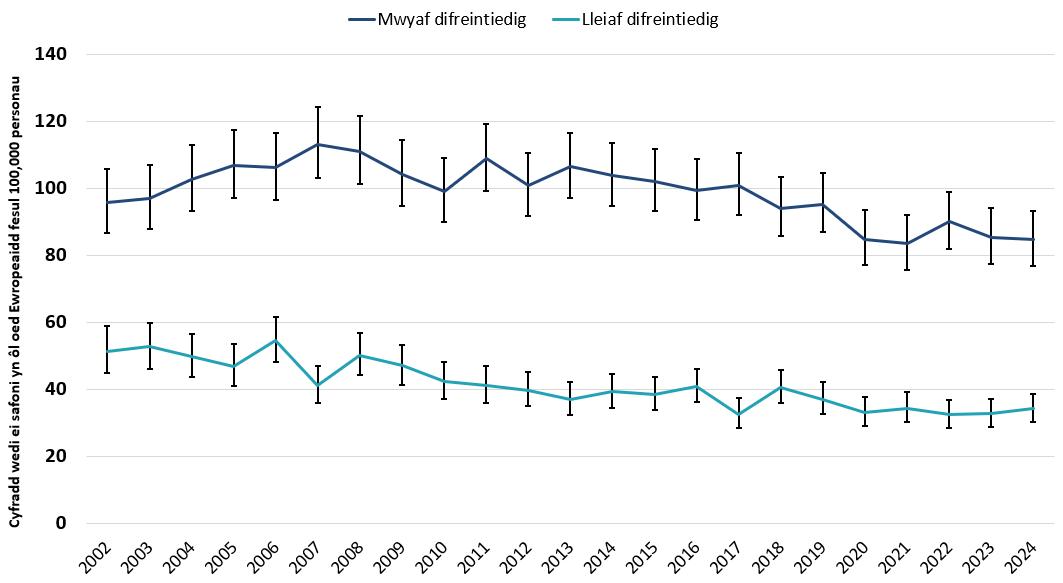 Mwyaf difreintiedig Lleiaf difreintiedig
Cyfradd wedi ei safoni yn ôl oed Ewropeaidd fesul 100,000 personau
140
120
100
80
60
40
20
0
2002 2003 2004 2005 2006 2007 2008 2009 2010 2011 2012 2013 2014 2015 2016 2017 2018 2019 2020 2021 2022 2023 2024